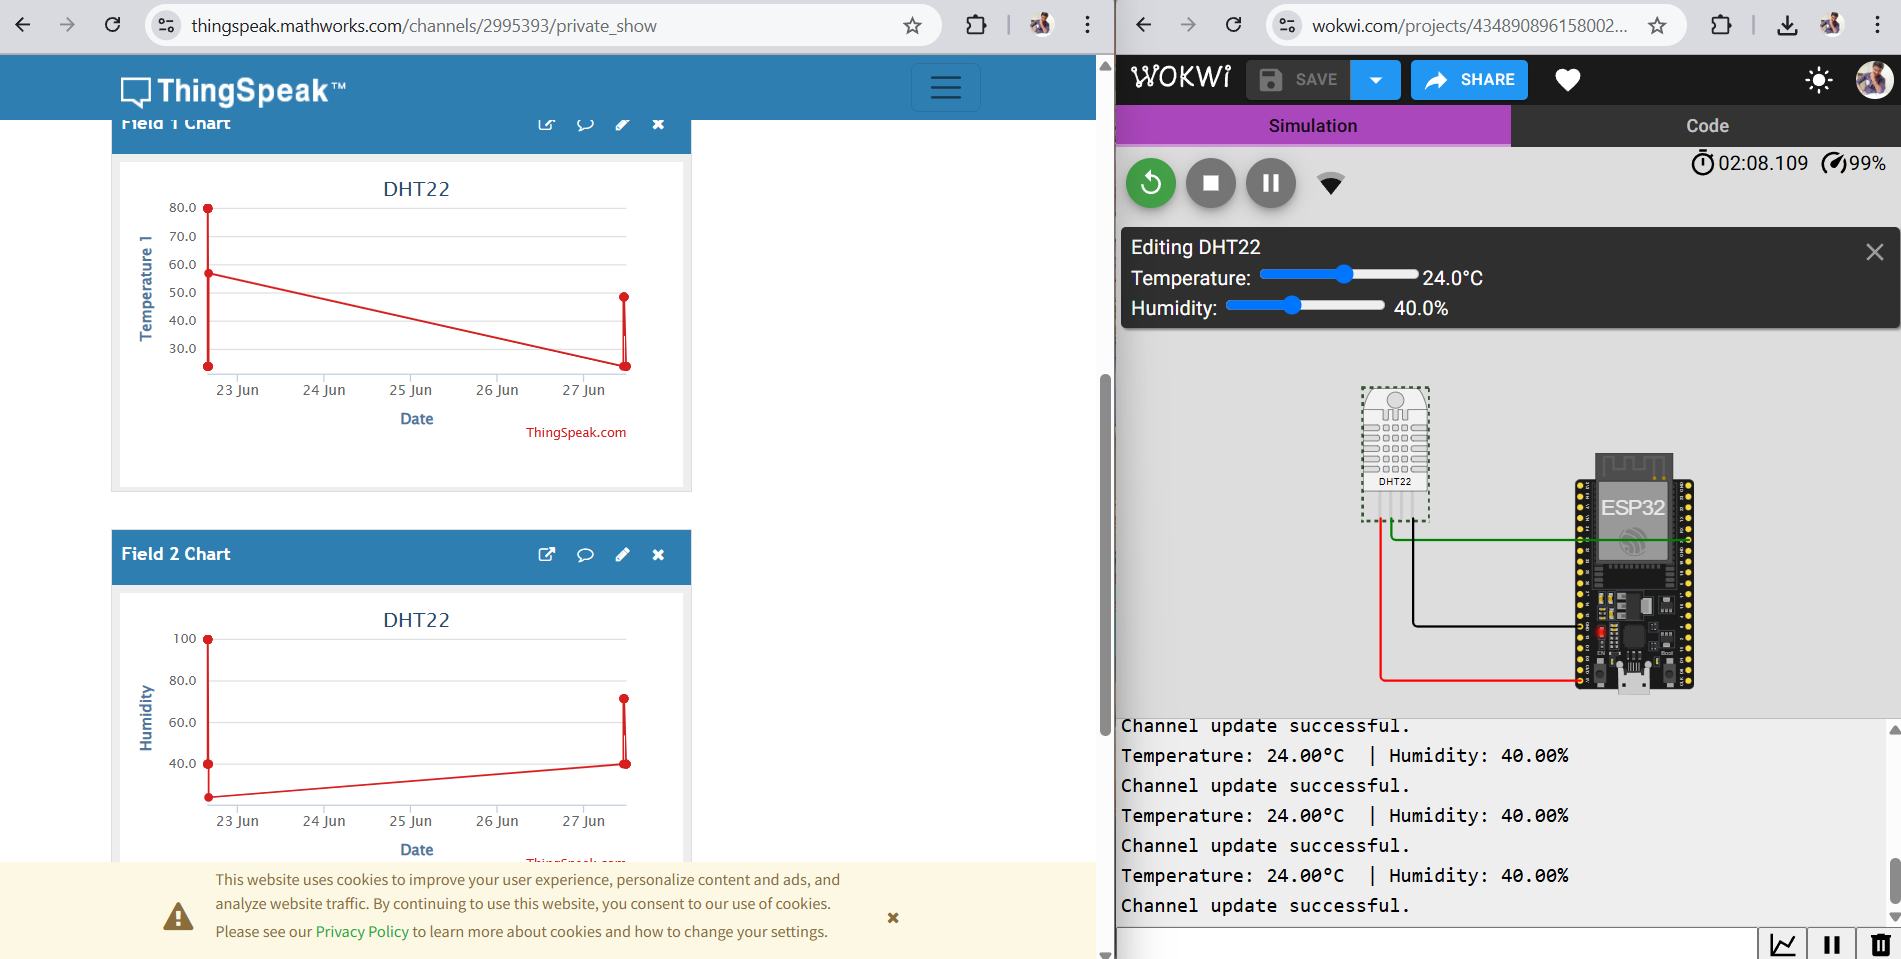 thingspeak.mathworks.com/channels/2995393/private_show
ThingSpeak™
Field 1 Chart
DHT22
80.0
70.0
60.0
50.0
40.0
30.0
Temperature 1
23 Jun 24 Jun 25 Jun 26 Jun 27 Jun
Date
ThingSpeak.com
Field 2 Chart
DHT22
100
80.0
60.0
40.0
Humidity
23 Jun 24 Jun 25 Jun 26 Jun 27 Jun
Date
ThingSpeak.com
This website uses cookies to improve your user experience, personalize content and ads, and
analyze website traffic. By continuing to use this website, you consent to our use of cookies.
Please see our Privacy Policy to learn more about cookies and how to change your settings.
wokwi.com/projects/434890896158002...
WOKWI
SAVE
SHARE
Simulation
Code
02:08.109 99%
Editing DHT22
Temperature: 24.0°C
Humidity: 40.0%
DHT22
ESP32
EN
Boot
Channel update successful.
Temperature: 24.00°C | Humidity: 40.00%
Channel update successful.
Temperature: 24.00°C | Humidity: 40.00%
Channel update successful.
Temperature: 24.00°C | Humidity: 40.00%
Channel update successful.